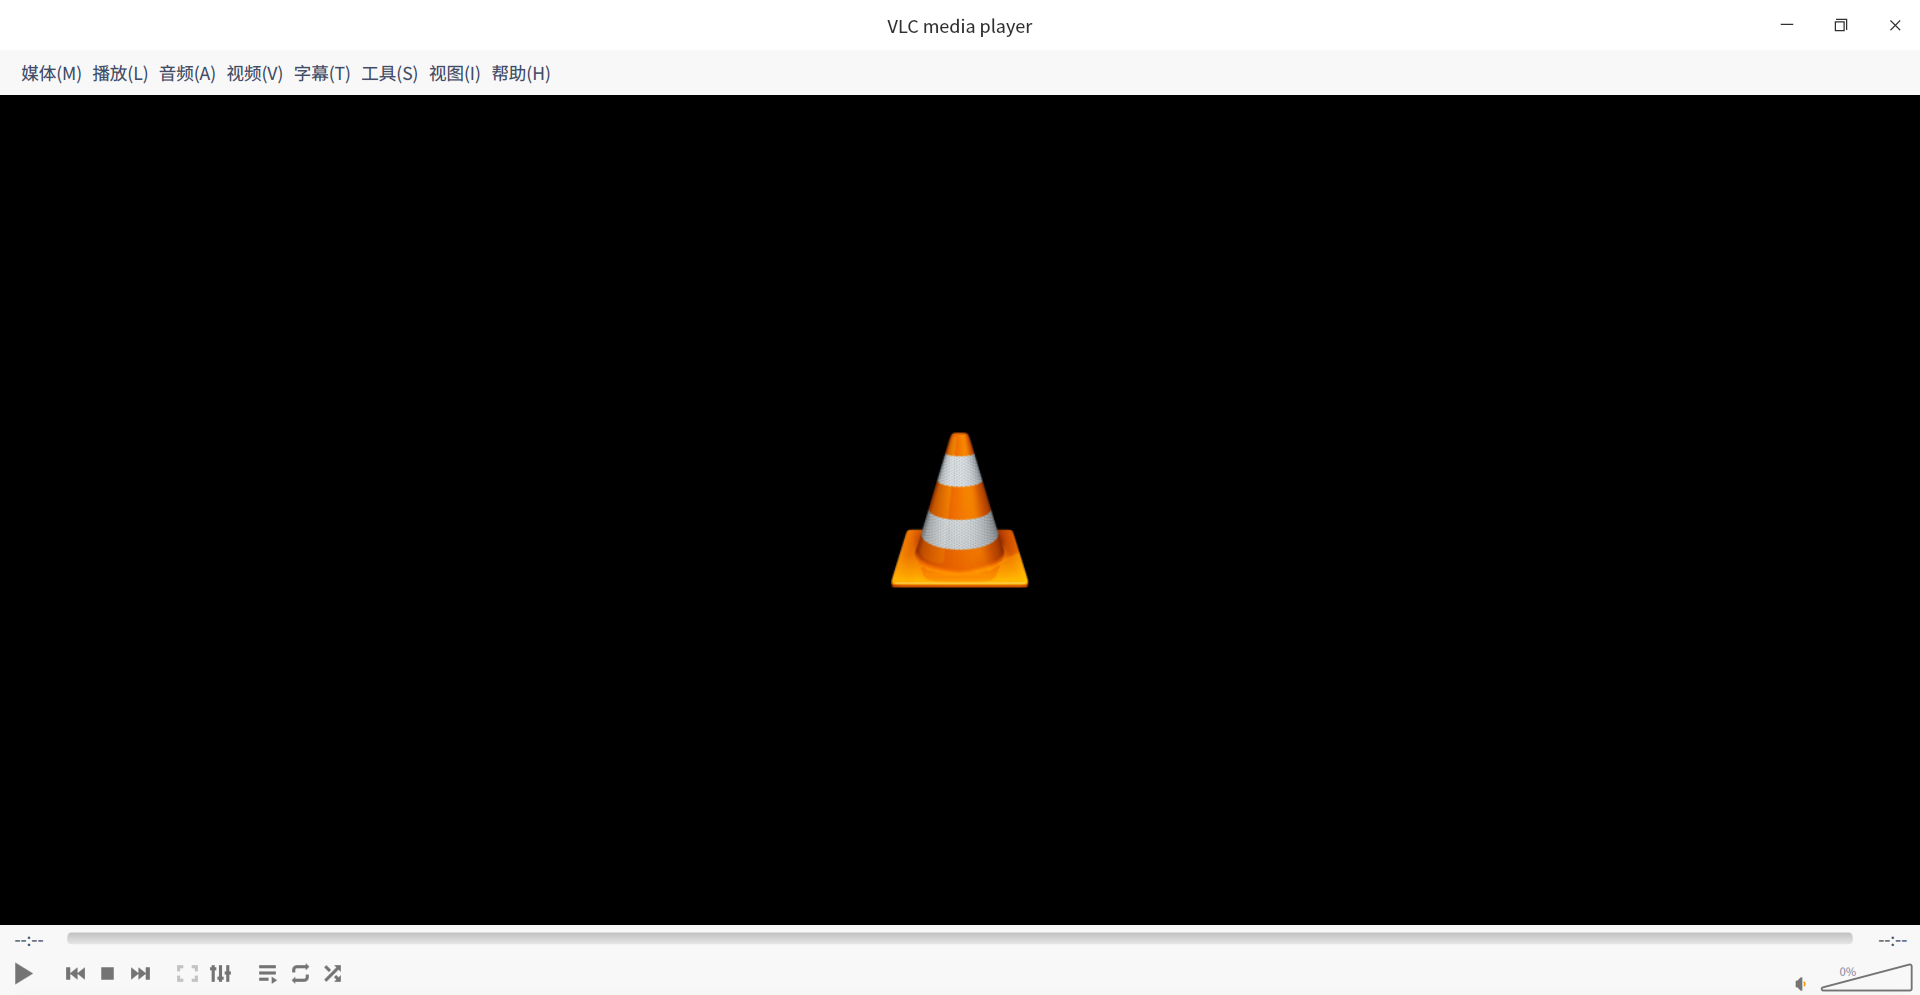 VLC media player
媒体(M) 播放(L) 音频(A) 视频(V) 字幕(T) 工具(S) 视图(I) 帮助(H)
--:-- --:--
0%